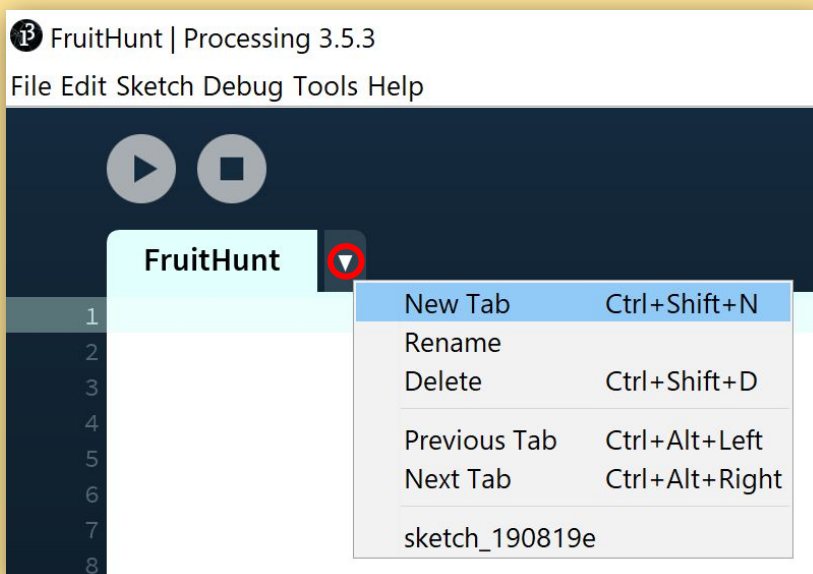 FruitHunt | Processing 3.5.3
File Edit Sketch Debug Tools Help
FruitHunt
1
2
3
4
5
6
7
8
New Tab Ctrl+Shift+N
Rename
Delete Ctrl+Shift+D
Previous Tab Ctrl+Alt+Left
Next Tab Ctrl+Alt+Right
sketch_190819e